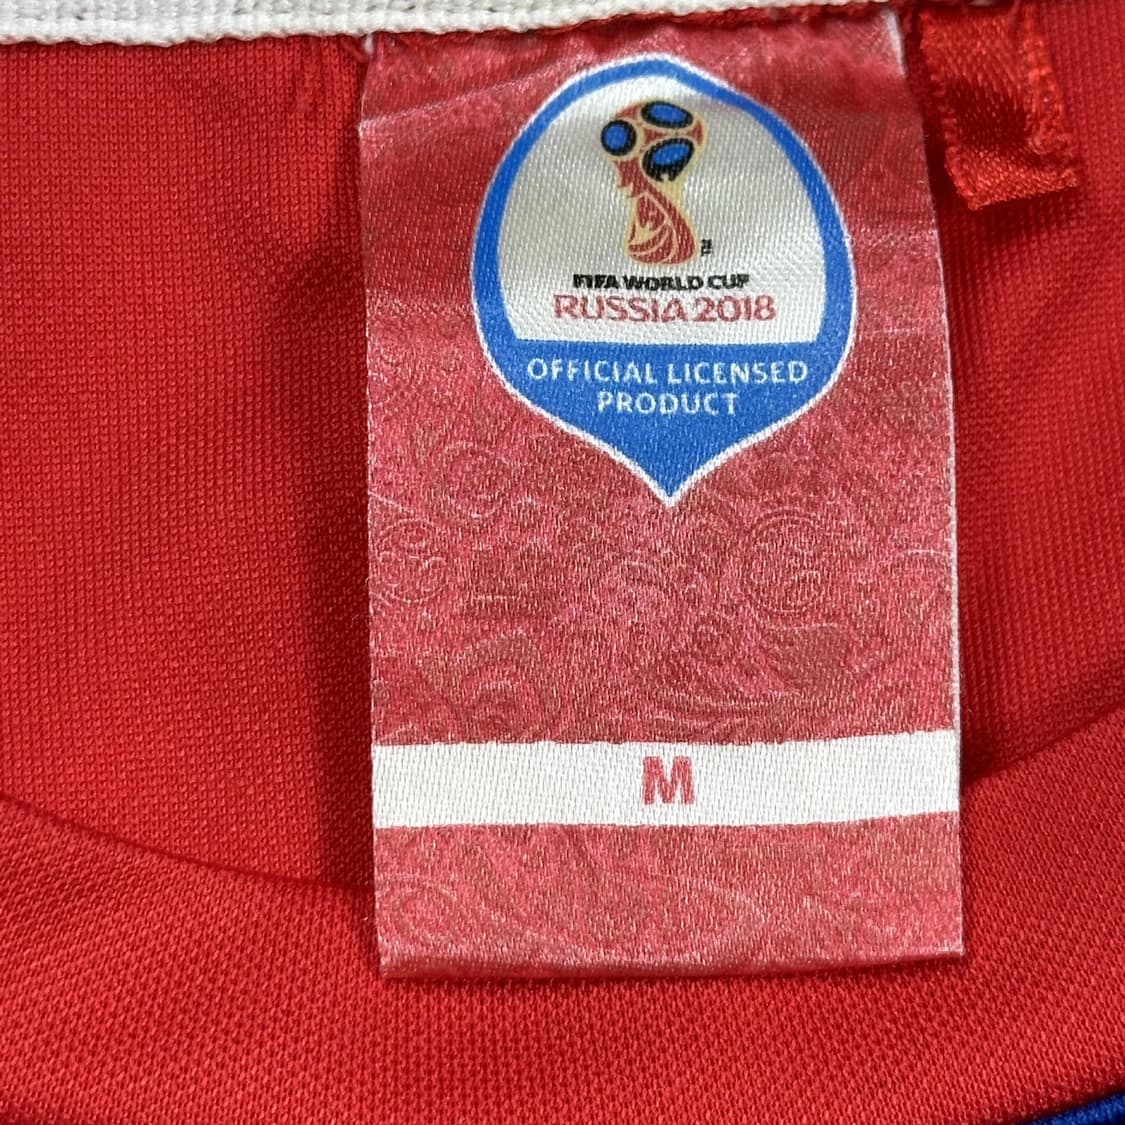 FIFA WORLD CUP
RUSSIA 2018
OFFICIAL LICENSED
PRODUCT
M